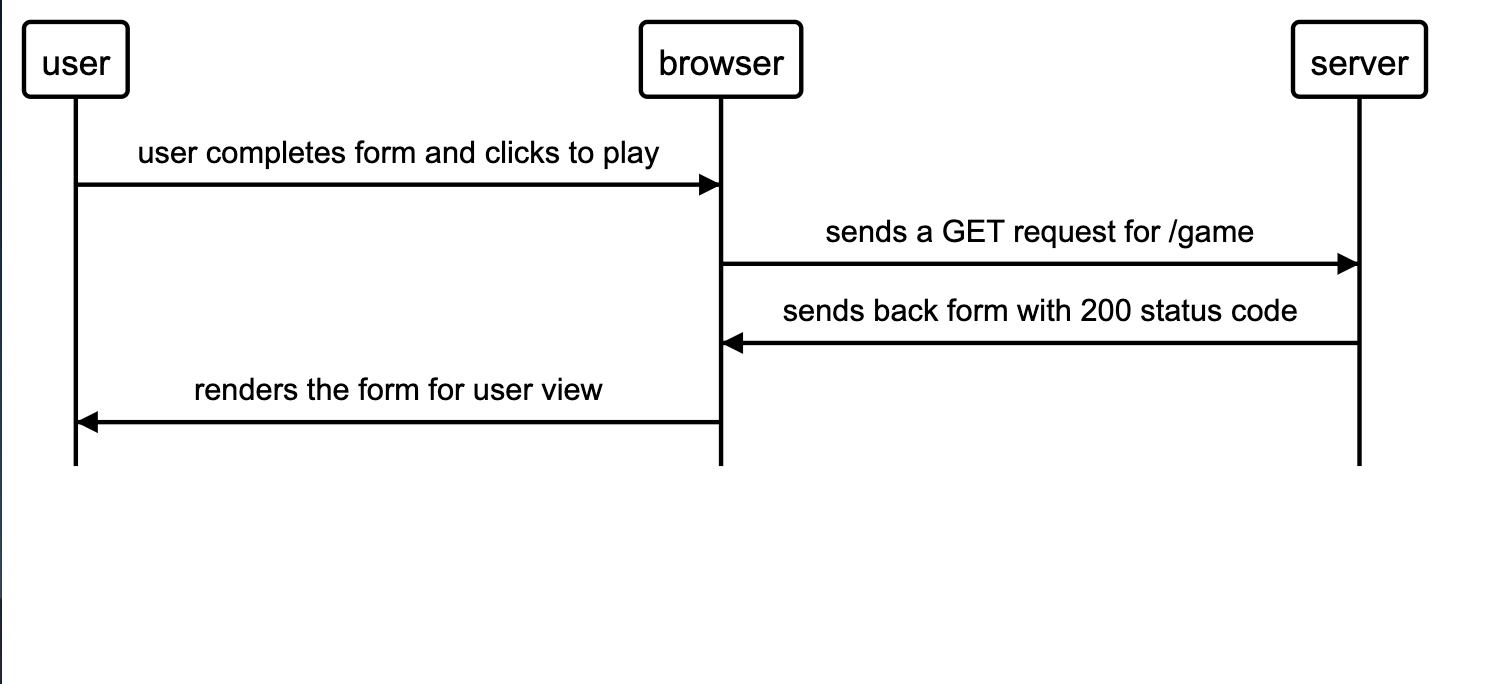 user
browser
server
user completes form and clicks to play
sends a GET request for /game
sends back form with 200 status code
renders the form for user view